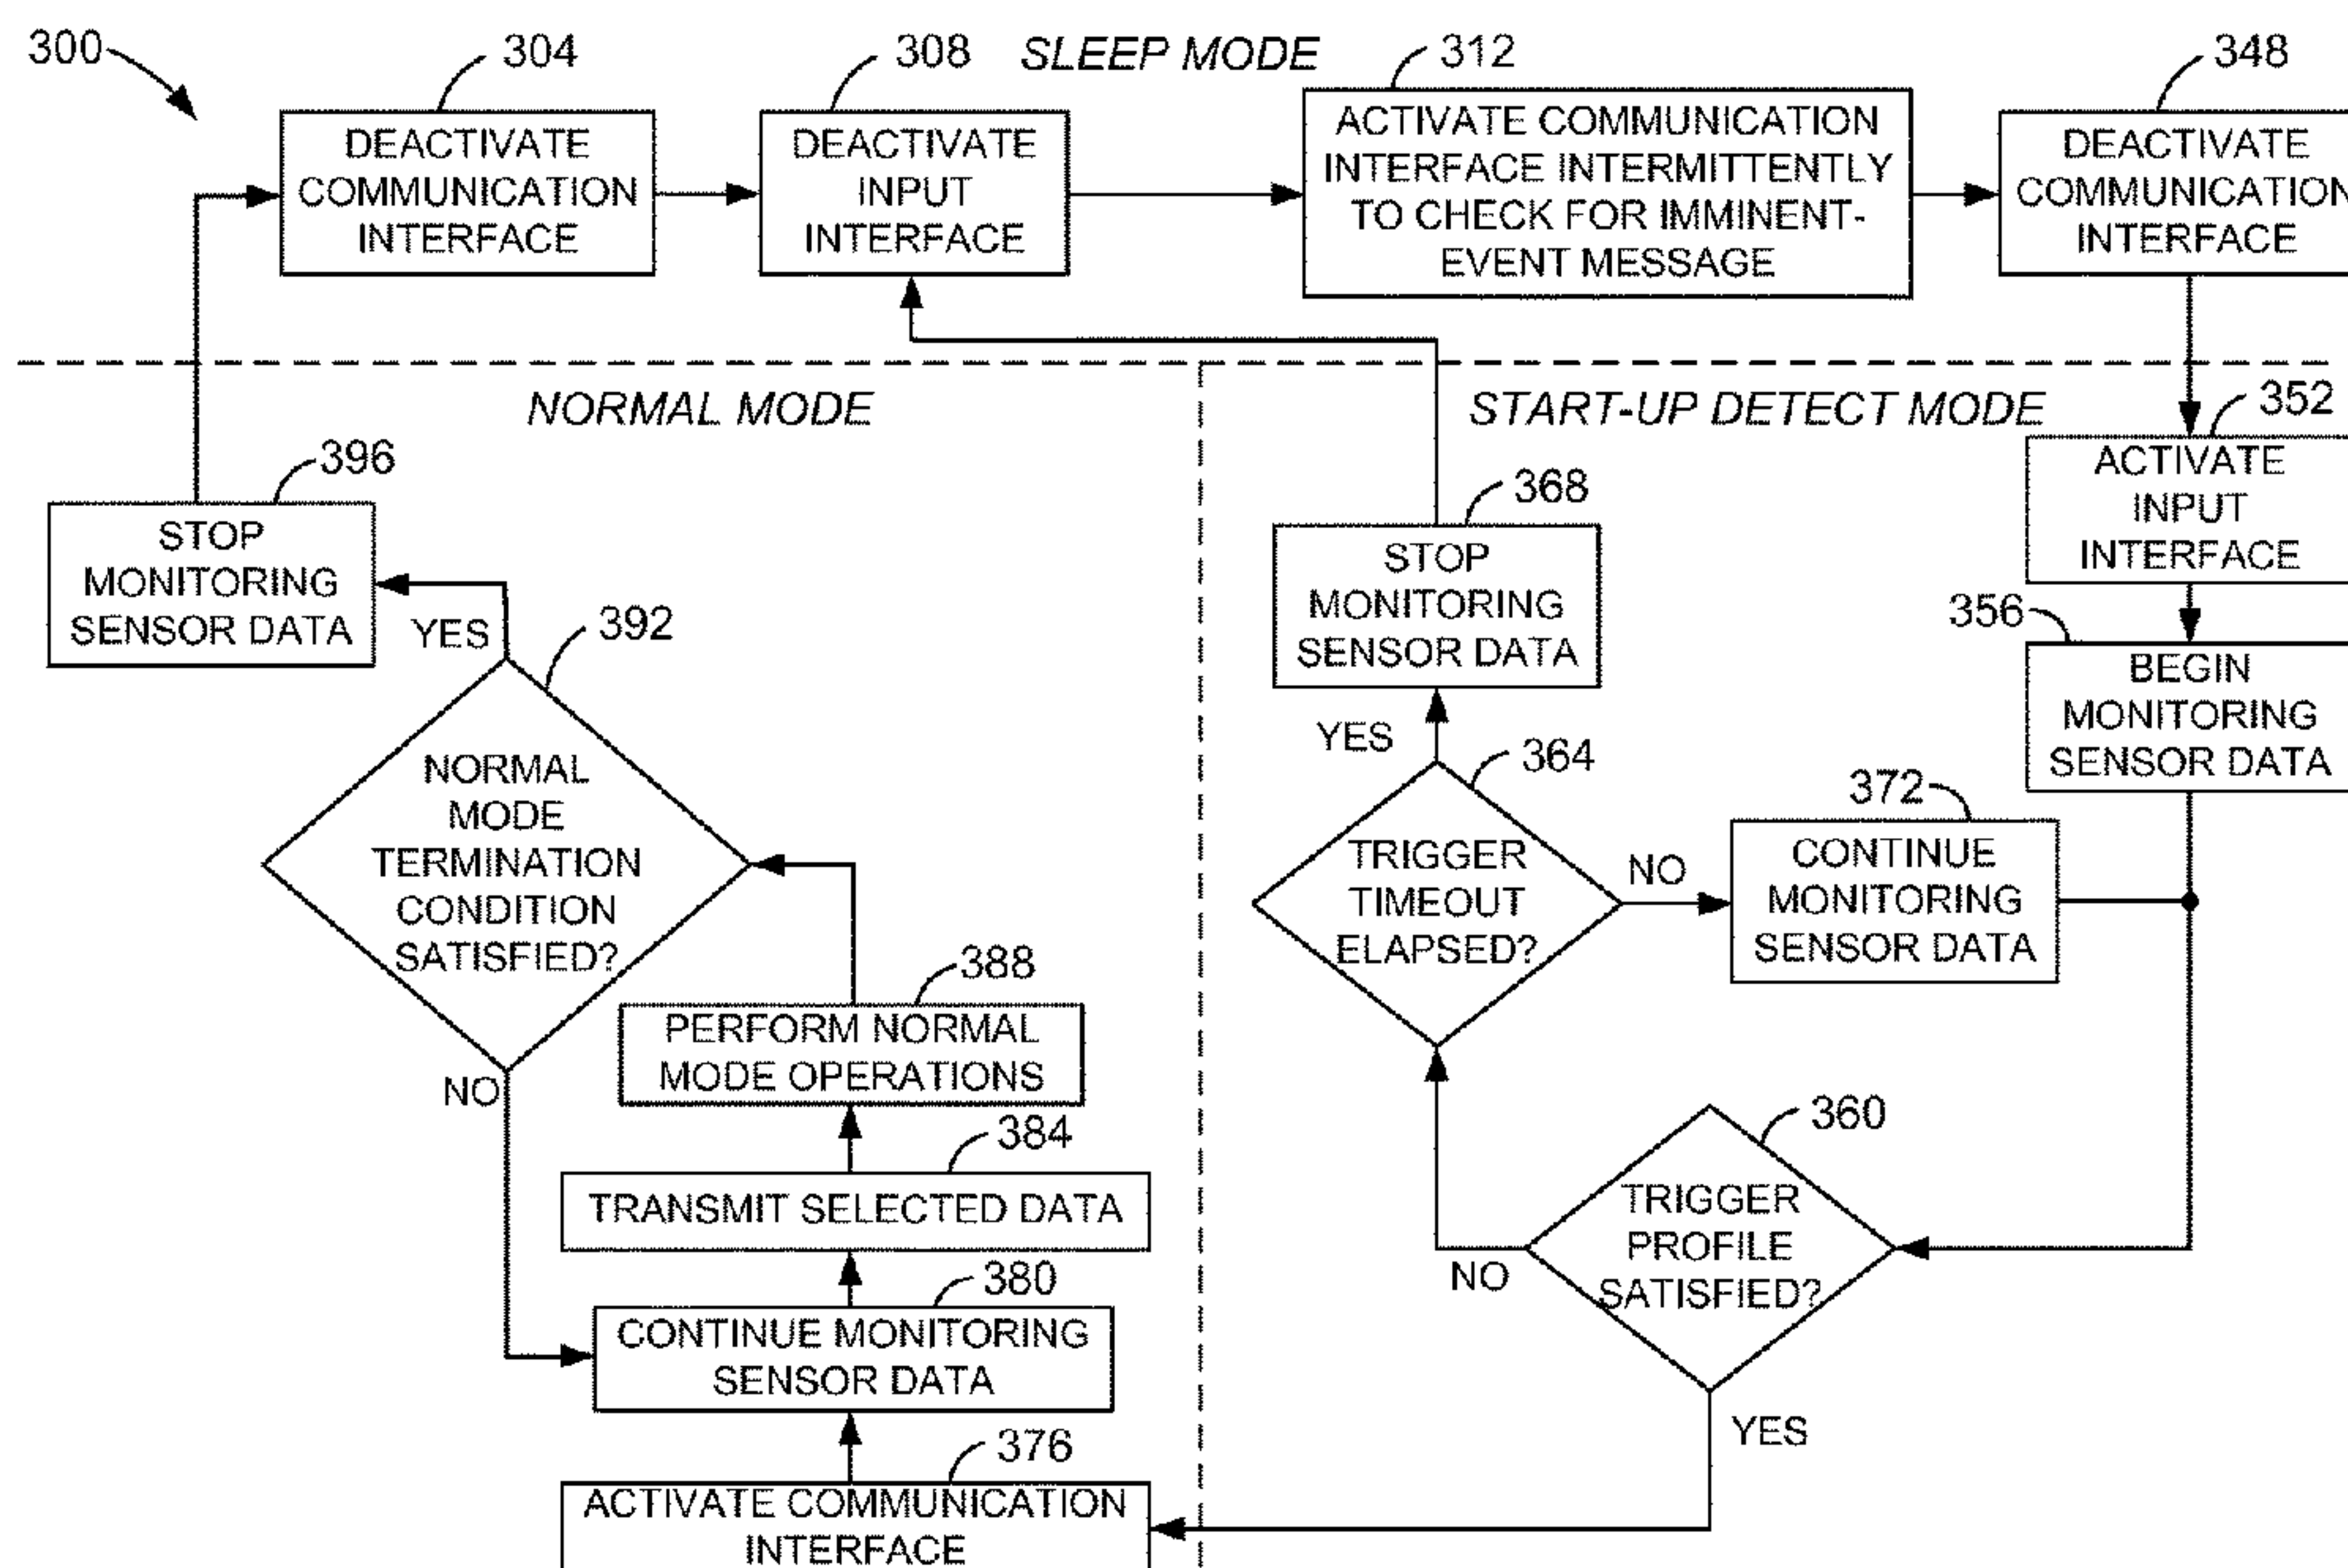 300
304
308
SLEEP MODE
312
348
DEACTIVATE
COMMUNICATION
INTERFACE
DEACTIVATE
INPUT
INTERFACE
ACTIVATE COMMUNICATION
INTERFACE INTERMITTENTLY
TO CHECK FOR IMMINENT-
EVENT MESSAGE
DEACTIVATE
COMMUNICATION
INTERFACE
NORMAL MODE
START-UP DETECT MODE
352
ACTIVATE
INPUT
INTERFACE
396
STOP
MONITORING
SENSOR DATA
368
STOP
MONITORING
SENSOR DATA
356
BEGIN
MONITORING
SENSOR DATA
YES
392
NORMAL
MODE
TERMINATION
CONDITION
SATISFIED?
NO
YES
364
TRIGGER
TIMEOUT
ELAPSED?
NO
372
CONTINUE
MONITORING
SENSOR DATA
388
PERFORM NORMAL
MODE OPERATIONS
384
TRANSMIT SELECTED DATA
380
CONTINUE MONITORING
SENSOR DATA
376
ACTIVATE COMMUNICATION
INTERFACE
360
TRIGGER
PROFILE
SATISFIED?
NO
YES